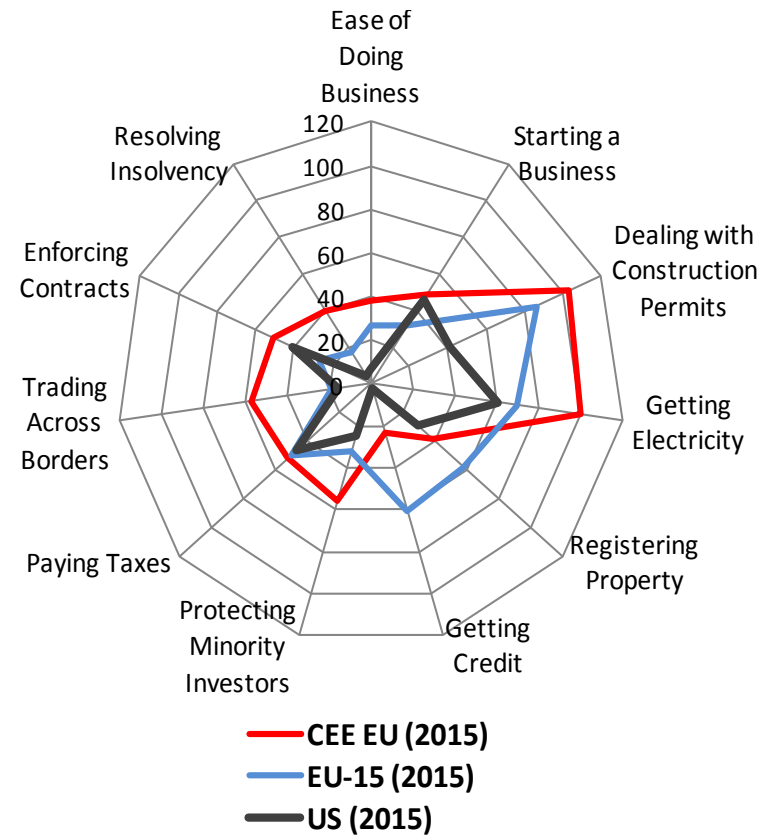 Ease of
Doing
Business
Starting a
Business
Dealing with
Construction
Permits
Getting
Electricity
Registering
Property
Getting
Credit
Protecting
Minority
Investors
Paying Taxes
Trading
Across
Borders
Enforcing
Contracts
Resolving
Insolvency
120
100
80
60
40
20
0
CEE EU (2015)
EU-15 (2015)
US (2015)